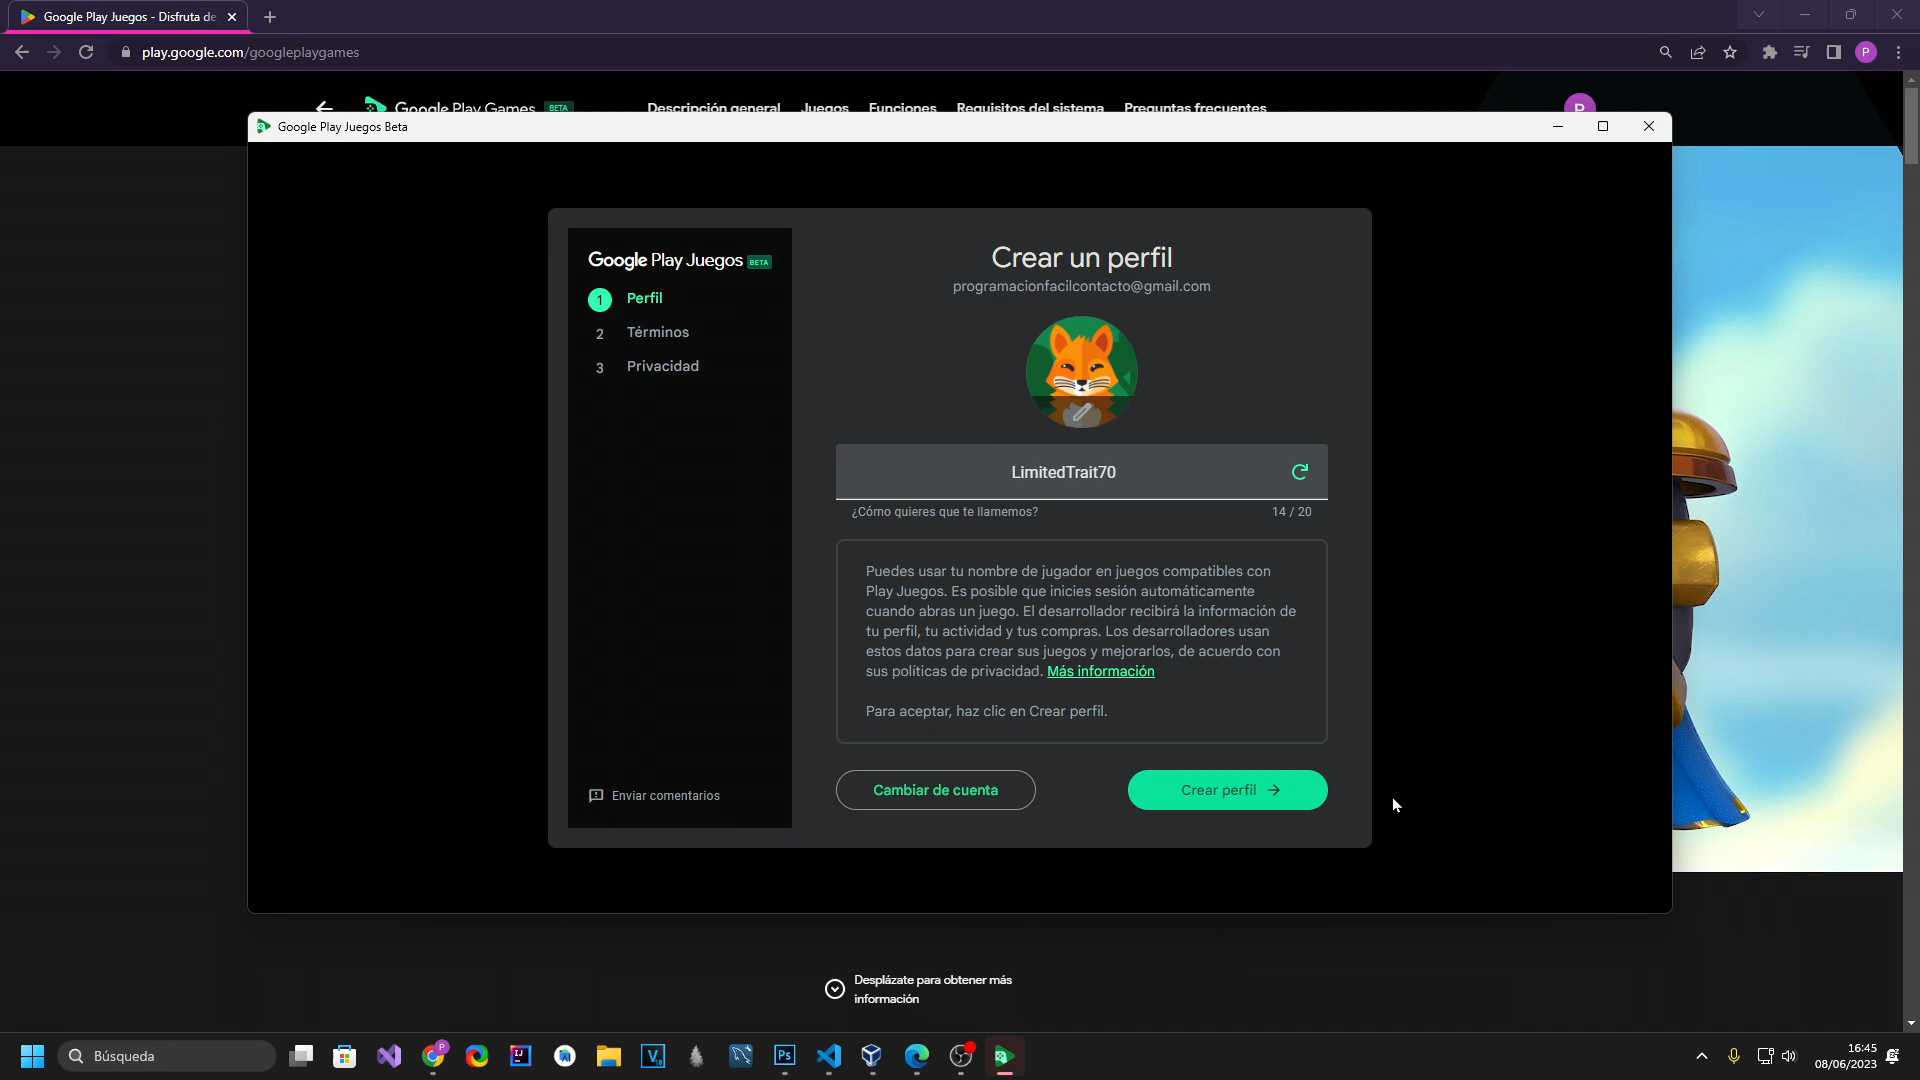 Google Play Juegos - Disfruta de
play.google.com/googleplaygames
P
Google Play Games BETA
Descripción general Juegos Funciones Requisitos del sistema Preguntas frecuentes
P
Google Play Juegos Beta
Google Play Juegos BETA
1 Perfil
2 Términos
3 Privacidad
Enviar comentarios
Crear un perfil
programacionfacilcontacto@gmail.com
LimitedTrait70
¿Cómo quieres que te llamemos? 14 / 20
Puedes usar tu nombre de jugador en juegos compatibles con
Play Juegos. Es posible que inicies sesión automáticamente
cuando abras un juego. El desarrollador recibirá la información de
tu perfil, tu actividad y tus compras. Los desarrolladores usan
estos datos para crear sus juegos y mejorarlos, de acuerdo con
sus políticas de privacidad. Más información
Para aceptar, haz clic en Crear perfil.
Cambiar de cuenta
Crear perfil
Desplázate para obtener más
información
Búsqueda
P
IJ
Ps
16:45
08/06/2023